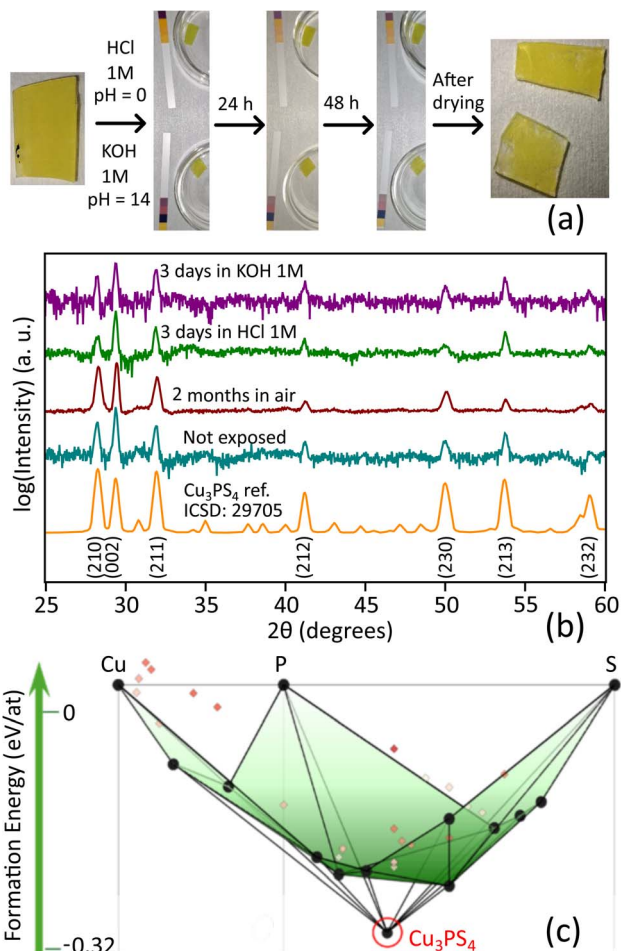 HCl
1M
pH = 0
KOH
1M
pH = 14
24 h
48 h
After
drying
(a)
3 days in KOH 1M
3 days in HCl 1M
2 months in air
Not exposed
Cu₃PS₄ ref.
ICSD: 29705
(210)
(002)
(211)
(212)
(230)
(213)
(232)
log(Intensity) (a. u.)
25 30 35 40 45 50 55 60
2θ (degrees)
(b)
Cu P S
Formation Energy (eV/at)
0
-0.32
Cu₃PS₄
(c)